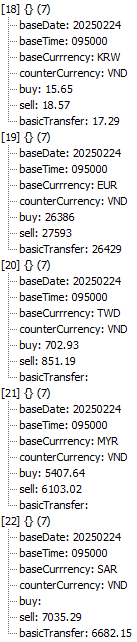 [18] {} (7)
baseDate: 20250224
baseTime: 095000
baseCurrrency: KRW
counterCurrency: VND
buy: 15.65
sell: 18.57
basicTransfer: 17.29
[19] {} (7)
baseDate: 20250224
baseTime: 095000
baseCurrrency: EUR
counterCurrency: VND
buy: 26386
sell: 27593
basicTransfer: 26429
[20] {} (7)
baseDate: 20250224
baseTime: 095000
baseCurrrency: TWD
counterCurrency: VND
buy: 702.93
sell: 851.19
basicTransfer:
[21] {} (7)
baseDate: 20250224
baseTime: 095000
baseCurrrency: MYR
counterCurrency: VND
buy: 5407.64
sell: 6103.02
basicTransfer:
[22] {} (7)
baseDate: 20250224
baseTime: 095000
baseCurrrency: SAR
counterCurrency: VND
buy:
sell: 7035.29
basicTransfer: 6682.15